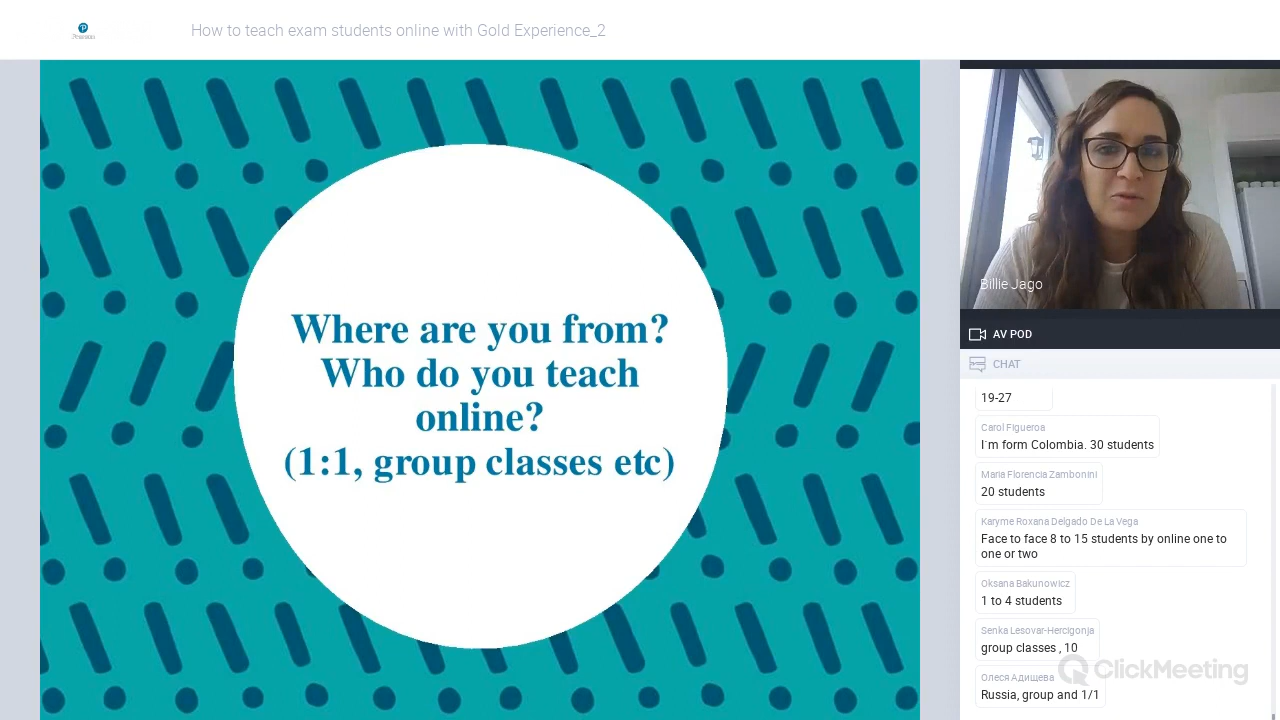 Pearson
How to teach exam students online with Gold Experience_2
Where are you from?
Who do you teach
online?
(1:1, group classes etc)
Billie Jago
AV POD
CHAT
19-27
Carol Figueroa
I´m form Colombia. 30 students
Maria Florencia Zambonini
20 students
Karyme Roxana Delgado De La Vega
Face to face 8 to 15 students by online one to
one or two
Oksana Bakunowicz
1 to 4 students
Senka Lesovar-Hercigonja
group classes , 10
Олеся Адищева
Russia, group and 1/1
ClickMeeting